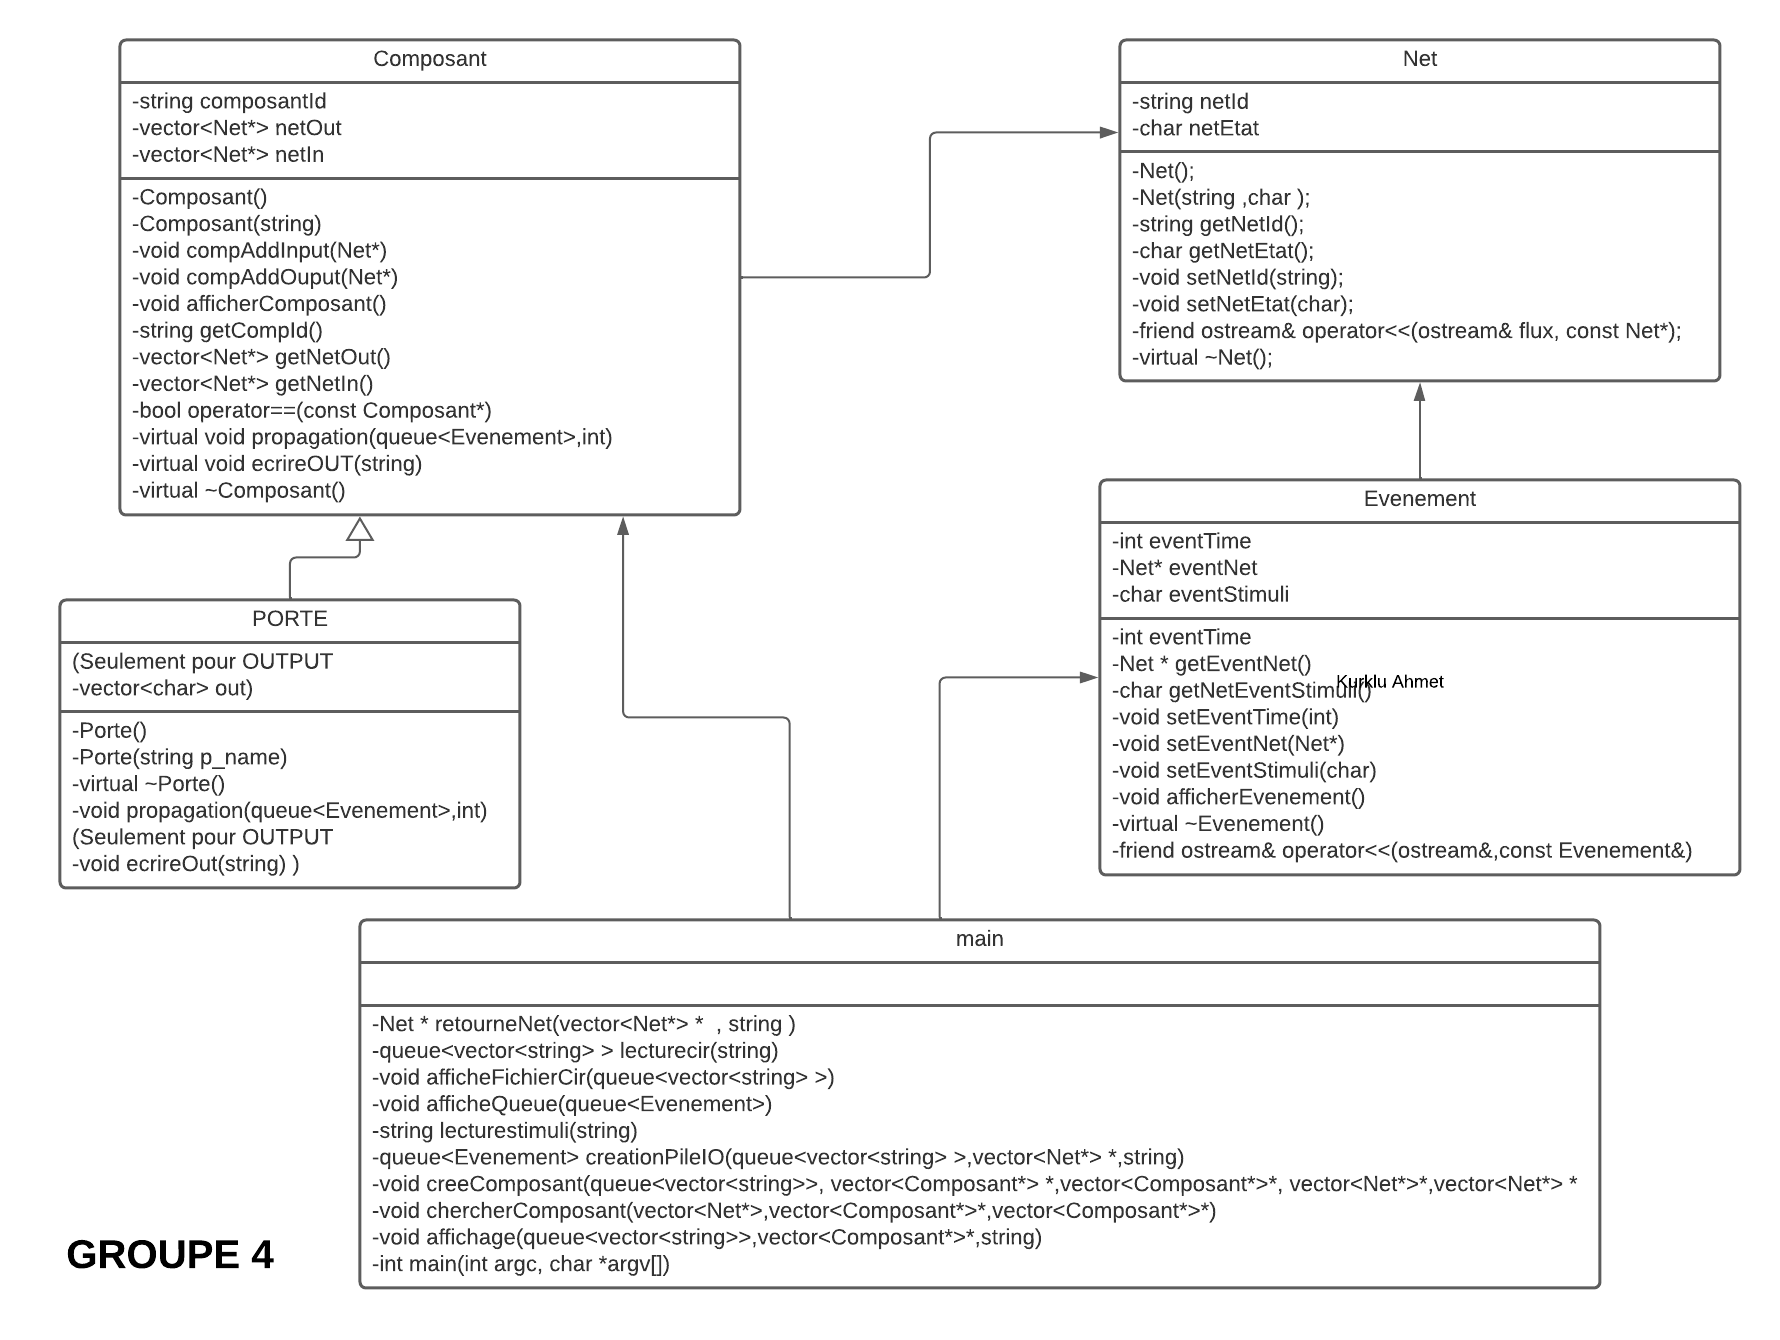 Composant
-string composantId
-vector<Net*> netOut
-vector<Net*> netIn
-Composant()
-Composant(string)
-void compAddInput(Net*)
-void compAddOuput(Net*)
-void afficherComposant()
-string getCompId()
-vector<Net*> getNetOut()
-vector<Net*> getNetIn()
-bool operator==(const Composant*)
-virtual void propagation(queue<Evenement>,int)
-virtual void ecrireOUT(string)
-virtual ~Composant()
Net
-string netId
-char netEtat
-Net();
-Net(string ,char );
-string getNetId();
-char getNetEtat();
-void setNetId(string);
-void setNetEtat(char);
-friend ostream& operator<<(ostream& flux, const Net*);
-virtual ~Net();
PORTE
(Seulement pour OUTPUT
-vector<char> out)
-Porte()
-Porte(string p_name)
-virtual ~Porte()
-void propagation(queue<Evenement>,int)
(Seulement pour OUTPUT
-void ecrireOut(string) )
Evenement
-int eventTime
-Net* eventNet
-char eventStimuli
-int eventTime
-Net * getEventNet()
-char getNetEventStimuli()
Kurklu Ahmet
-void setEventTime(int)
-void setEventNet(Net*)
-void setEventStimuli(char)
-void afficherEvenement()
-virtual ~Evenement()
-friend ostream& operator<<(ostream&,const Evenement&)
main
-Net * retourneNet(vector<Net*> *  , string )
-queue<vector<string> > lecturecir(string)
-void afficheFichierCir(queue<vector<string> >)
-void afficheQueue(queue<Evenement>)
-string lecturestimuli(string)
-queue<Evenement> creationPileIO(queue<vector<string> >,vector<Net*> *,string)
-void creeComposant(queue<vector<string>>, vector<Composant*> *,vector<Composant*>*, vector<Net*>*,vector<Net*> *
-void chercherComposant(vector<Net*>,vector<Composant*>*,vector<Composant*>*)
-void affichage(queue<vector<string>>,vector<Composant*>*,string)
-int main(int argc, char *argv[])
GROUPE 4